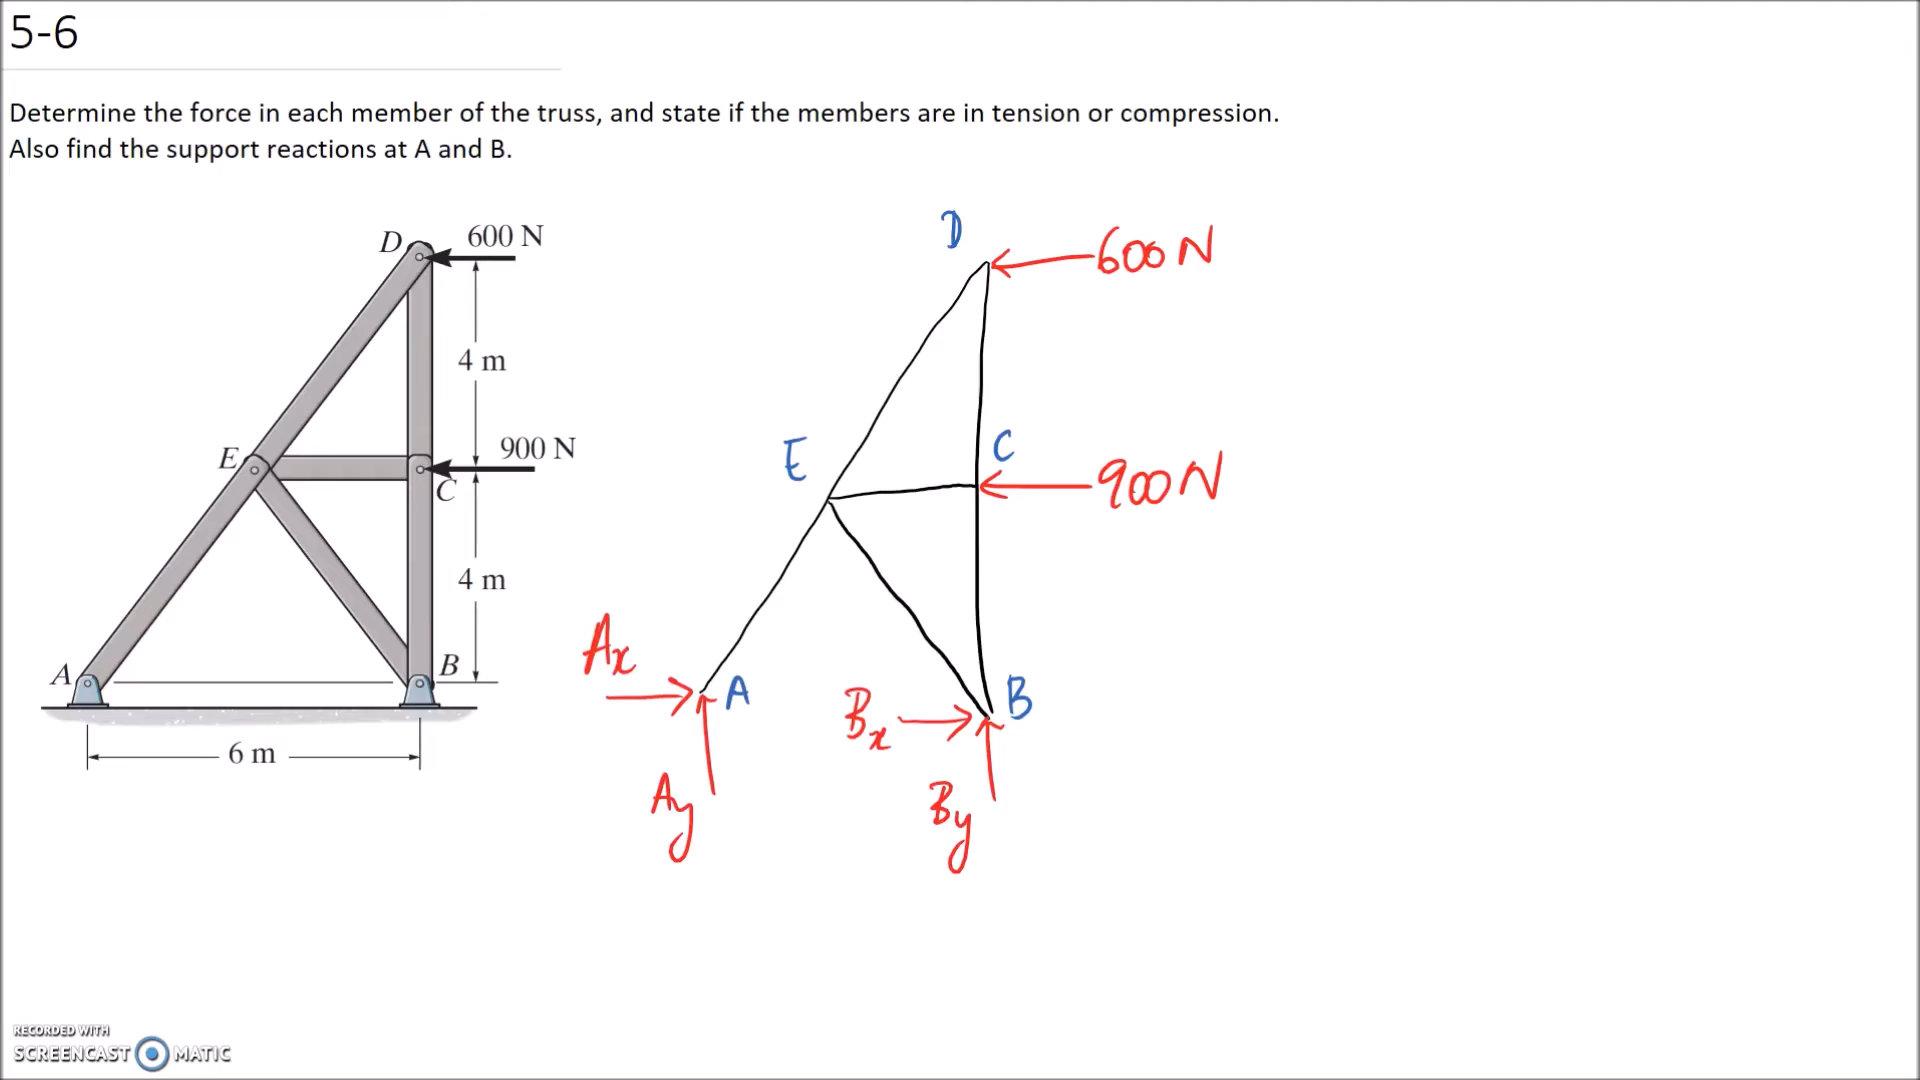 5-6
Determine the force in each member of the truss, and state if the members are in tension or compression.
Also find the support reactions at A and B.
D
600 N
4 m
E
900 N
C
4 m
A
B
6 m
D
600 N
E
C
900 N
Ax
A
Bx
B
Ay
By
RECORDED WITH
SCREENCAST MATIC